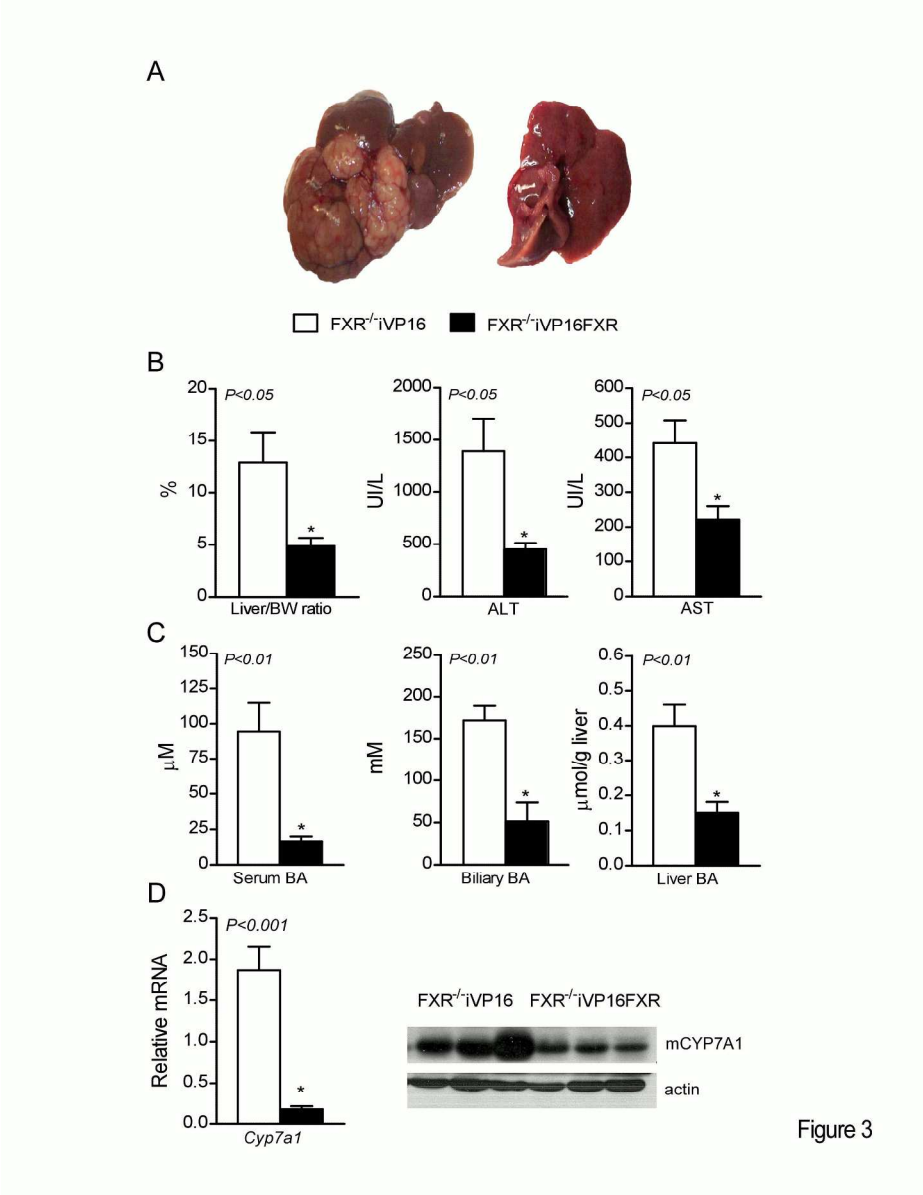 A
FXR-/-iVP16 FXR-/-iVP16FXR
B
20
15
10
5
0
%
P<0.05
*
Liver/BW ratio
2000
1500
1000
500
0
UI/L
P<0.05
*
ALT
600
500
400
300
200
100
0
UI/L
P<0.05
*
AST
C
150
125
100
75
50
25
0
μM
P<0.01
*
Serum BA
250
200
150
100
50
0
mM
P<0.01
*
Biliary BA
0.6
0.5
0.4
0.3
0.2
0.1
0.0
μmol/g liver
P<0.01
*
Liver BA
D
2.5
2.0
1.5
1.0
0.5
0.0
Relative mRNA
P<0.001
*
Cyp7a1
FXR-/-iVP16 FXR-/-iVP16FXR
mCYP7A1
actin
Figure 3